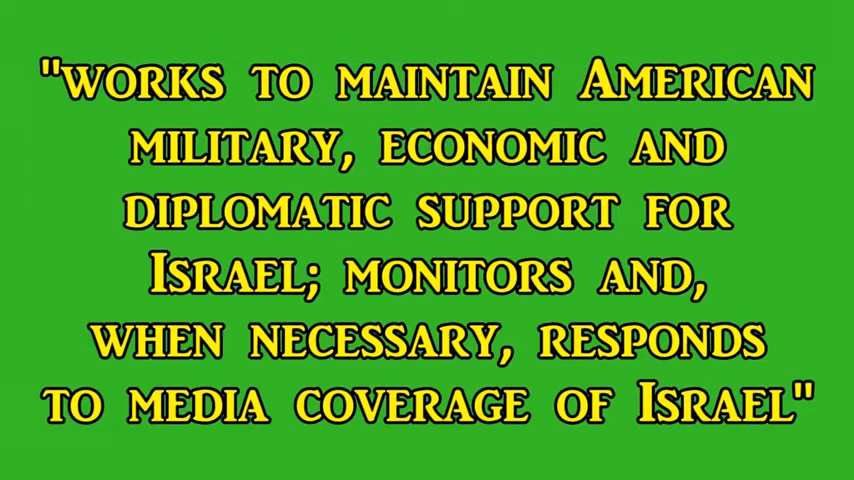 "works to maintain American
military, economic and
diplomatic support for
Israel; monitors and,
when necessary, responds
to media coverage of Israel"